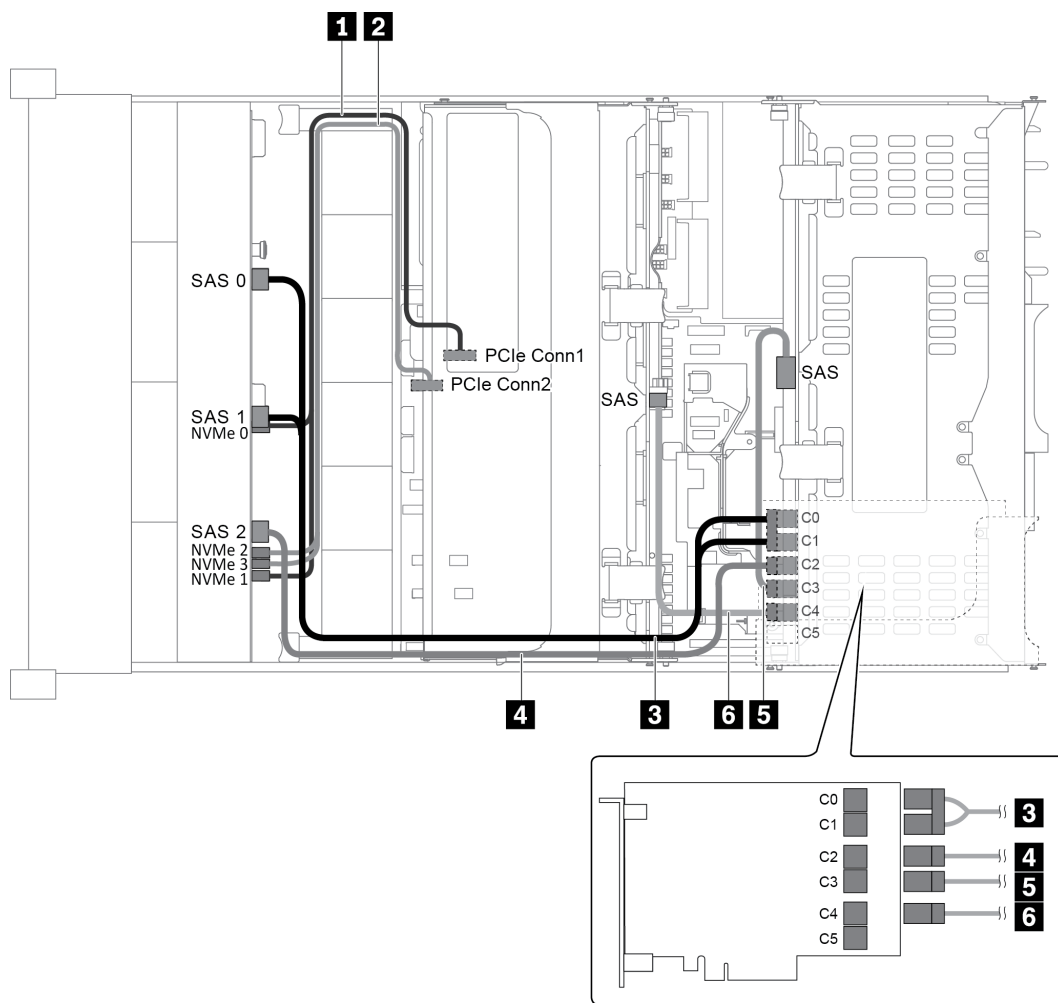 1 2
SAS 0
PCIe Conn1
SAS
PCIe Conn2
SAS
SAS 1
NVMe 0
SAS 2
NVMe 2
NVMe 3
NVMe 1
C0
C1
C2
C3
C4
C5
4 3 6 5
C0
C1
C2
C3
C4
C5
3
4
5
6